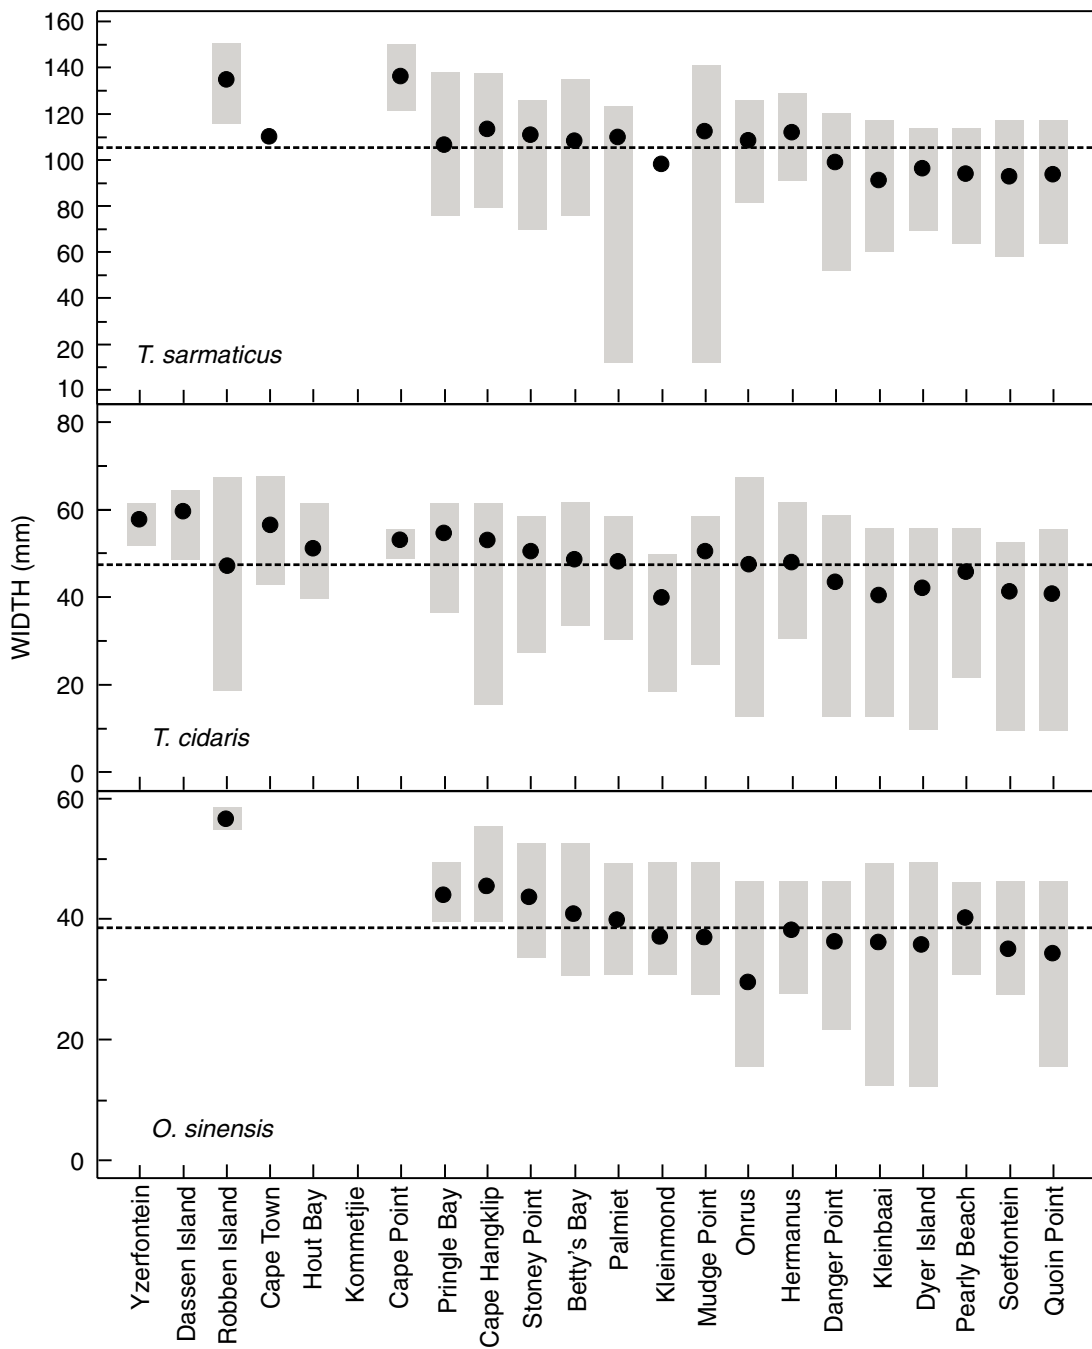 160
140
120
100
80
60
40
20
10
T. sarmaticus
80
60
40
20
0
T. cidaris
WIDTH (mm)
60
40
20
0
O. sinensis
Yzerfontein
Dassen Island
Robben Island
Cape Town
Hout Bay
Kommetjie
Cape Point
Pringle Bay
Cape Hangklip
Stoney Point
Betty's Bay
Palmiet
Kleinmond
Mudge Point
Onrus
Hermanus
Danger Point
Kleinbaai
Dyer Island
Pearly Beach
Soetfontein
Quoin Point